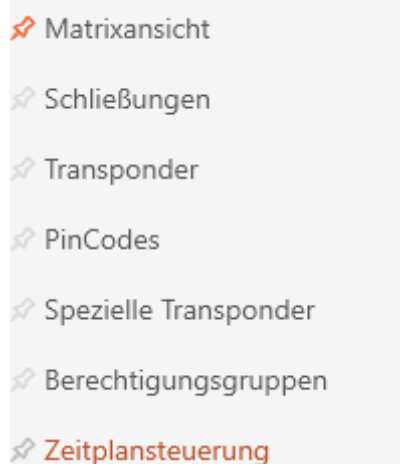 Matrixansicht
Schließungen
Transponder
PinCodes
Spezielle Transponder
Berechtigungsgruppen
Zeitplansteuerung